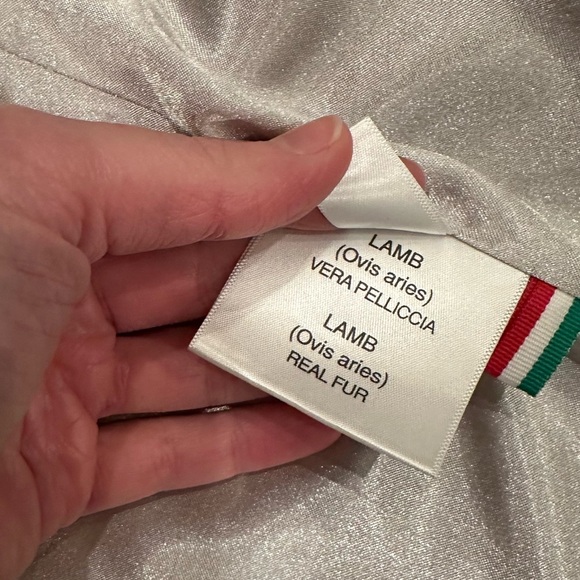 LAMB
(Ovis aries)
VERA PELLICCIA
LAMB
(Ovis aries)
REAL FUR